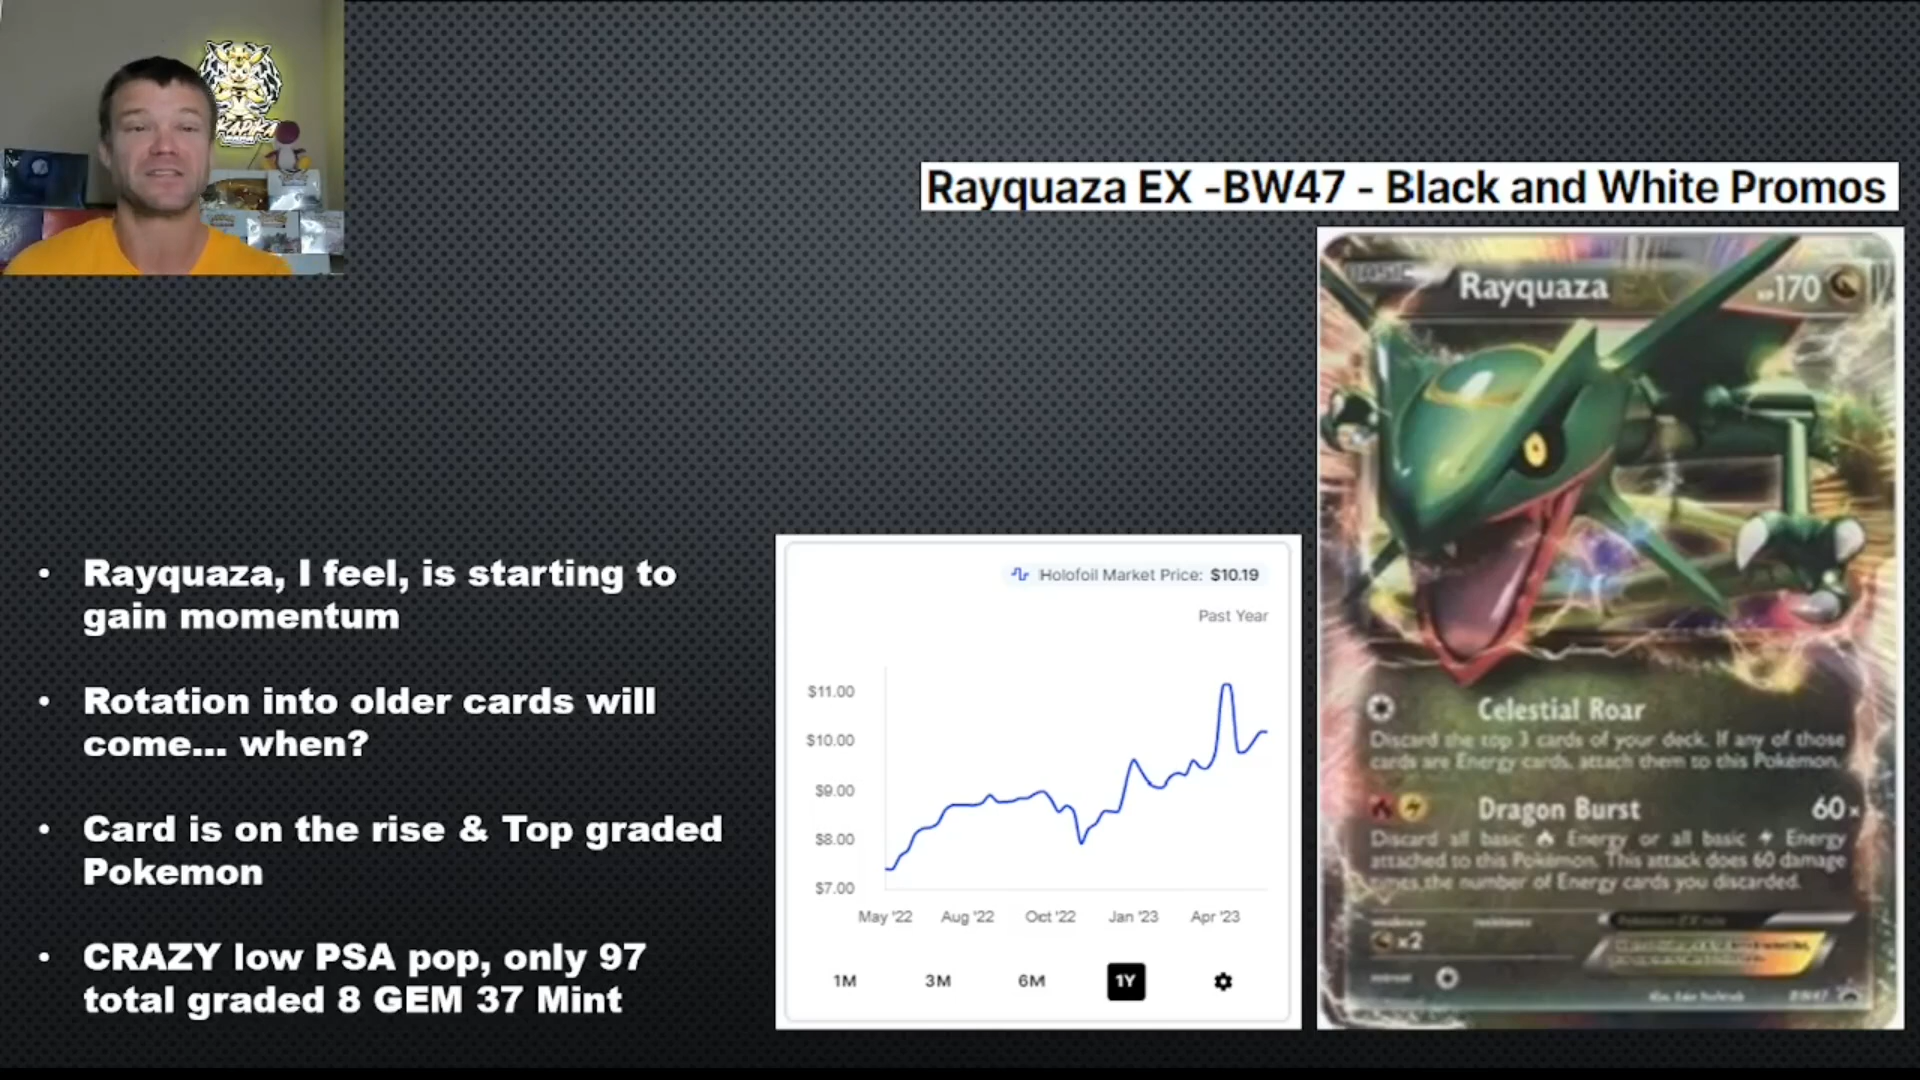 KAPIKA
Rayquaza EX -BW47 - Black and White Promos
Rayquaza
HP170
Celestial Roar
Discard the top 3 cards of your deck. If any of those
cards are Energy cards, attach them to this Pokémon.
Dragon Burst 60×
Discard all basic Energy or all basic Energy
attached to this Pokémon. This attack does 60 damage
times the number of Energy cards you discarded.
weakness resistance
×2
retreat
BW47
• Rayquaza, I feel, is starting to
gain momentum
• Rotation into older cards will
come... when?
• Card is on the rise & Top graded
Pokemon
• CRAZY low PSA pop, only 97
total graded 8 GEM 37 Mint
Holofoil Market Price: $10.19
Past Year
$11.00
$10.00
$9.00
$8.00
$7.00
May '22 Aug '22 Oct '22 Jan '23 Apr '23
1M 3M 6M 1Y